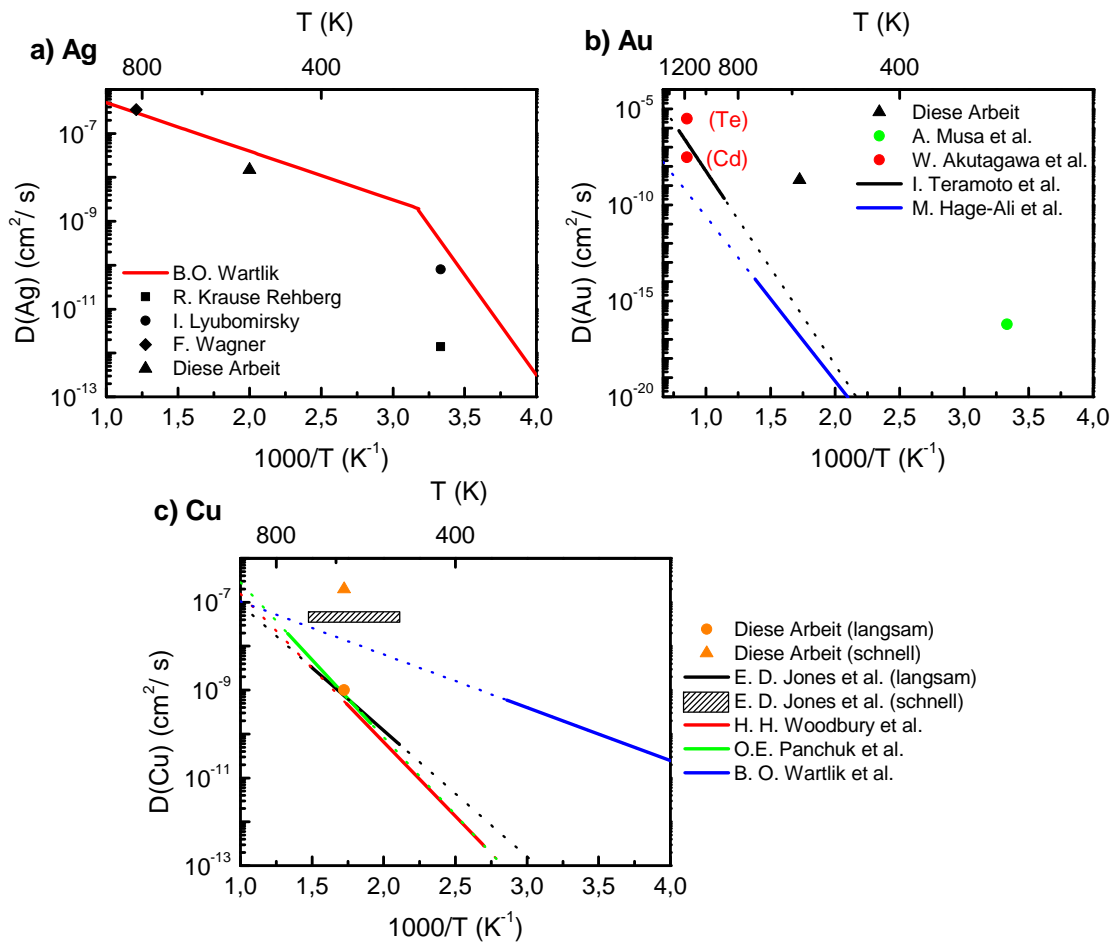 T (K)
a) Ag
800
400
10-7
10-9
10-11
10-13
D(Ag) (cm2/ s)
B.O. Wartlik
R. Krause Rehberg
I. Lyubomirsky
F. Wagner
Diese Arbeit
1,0 1,5 2,0 2,5 3,0 3,5 4,0
1000/T (K-1)
T (K)
b) Au
1200 800 400
10-5
10-10
10-15
10-20
D(Au) (cm2/ s)
(Te)
(Cd)
Diese Arbeit
A. Musa et al.
W. Akutagawa et al.
I. Teramoto et al.
M. Hage-Ali et al.
1,0 2,0 3,0 4,0
1000/T (K-1)
T (K)
c) Cu
800 400
10-7
10-9
10-11
10-13
D(Cu) (cm2/ s)
1,0 1,5 2,0 2,5 3,0 3,5 4,0
1000/T (K-1)
Diese Arbeit (langsam)
Diese Arbeit (schnell)
E. D. Jones et al. (langsam)
E. D. Jones et al. (schnell)
H. H. Woodbury et al.
O.E. Panchuk et al.
B. O. Wartlik et al.